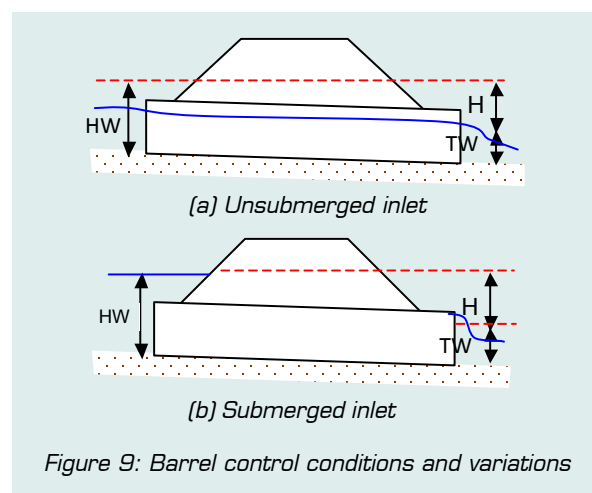 H
HW
TW
(a) Unsubmerged inlet
H
HW
TW
(b) Submerged inlet
Figure 9: Barrel control conditions and variations